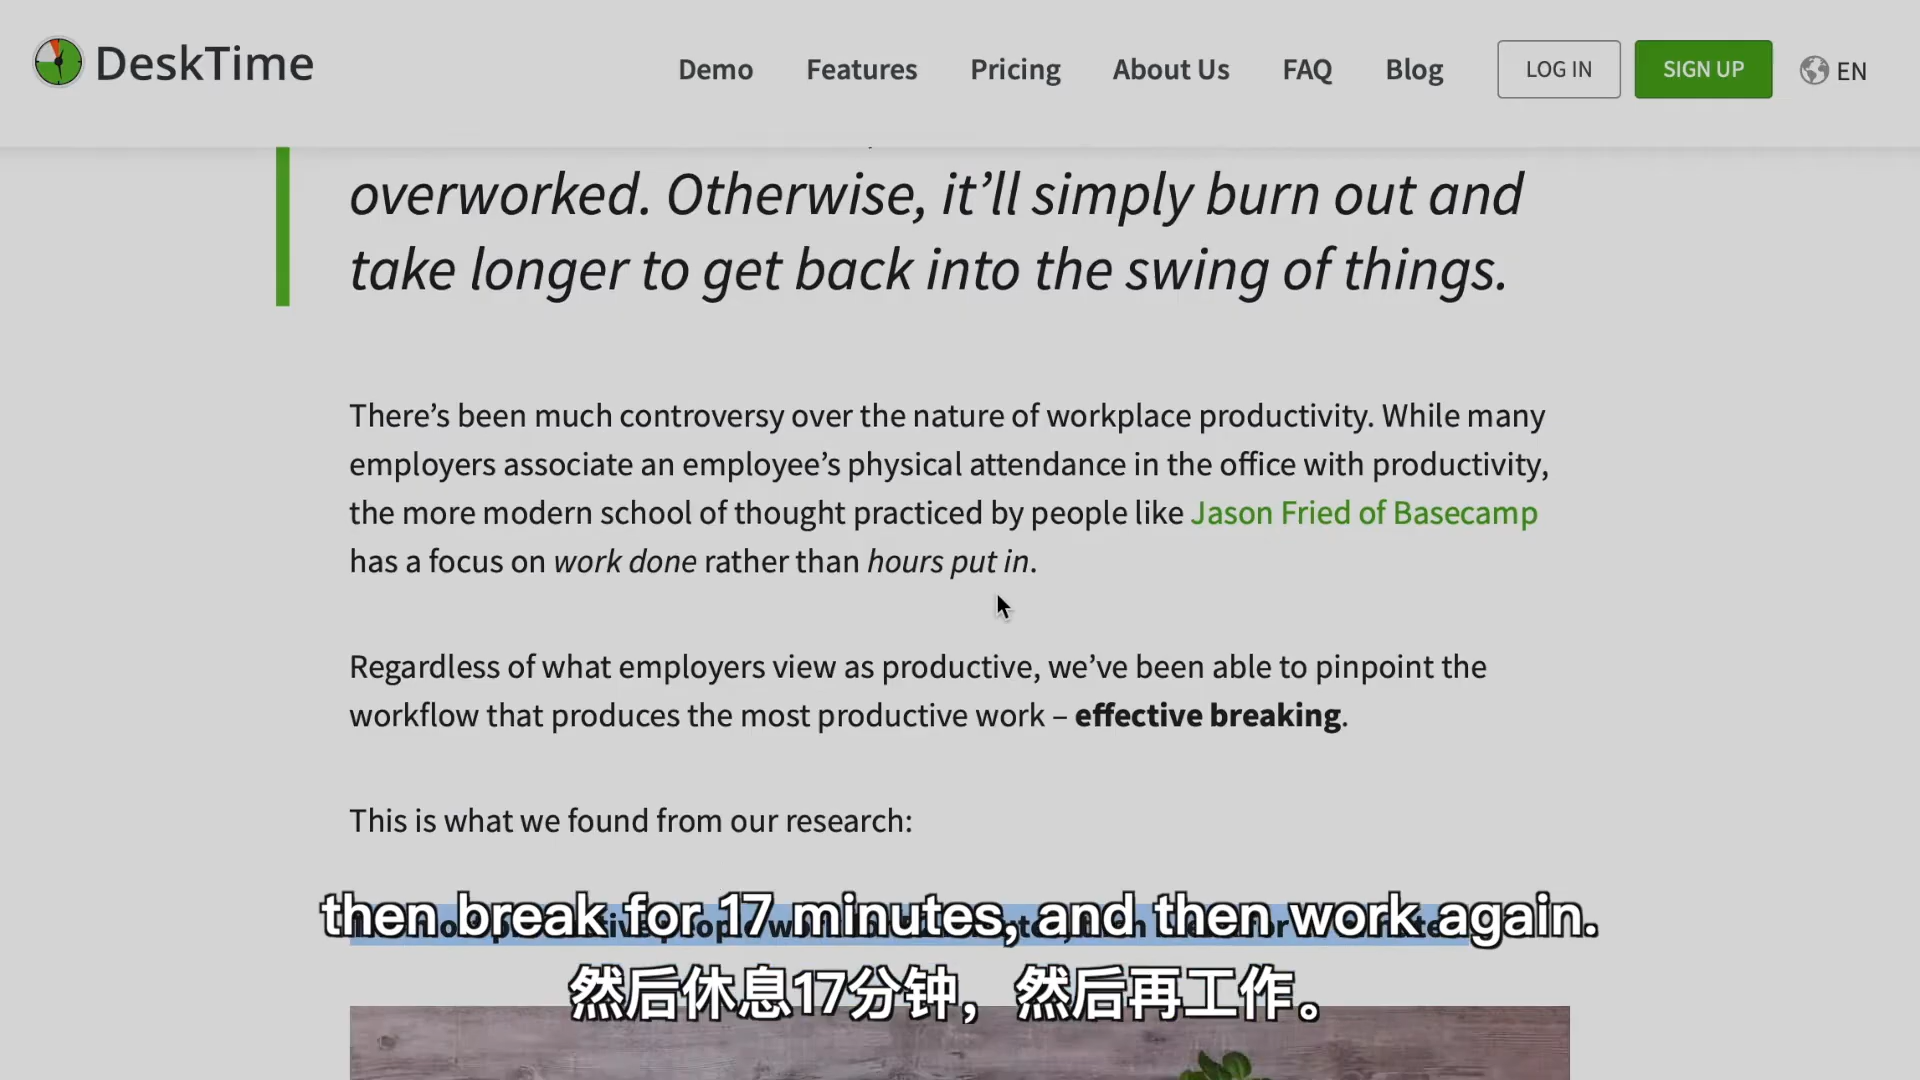 DeskTime
Demo Features Pricing About Us FAQ Blog LOG IN SIGN UP EN
overworked. Otherwise, it’ll simply burn out and
take longer to get back into the swing of things.
There’s been much controversy over the nature of workplace productivity. While many
employers associate an employee’s physical attendance in the office with productivity,
the more modern school of thought practiced by people like Jason Fried of Basecamp
has a focus on work done rather than hours put in.
Regardless of what employers view as productive, we’ve been able to pinpoint the
workflow that produces the most productive work – effective breaking.
This is what we found from our research:
then break for 17 minutes, and then work again.
然后休息17分钟，然后再工作。